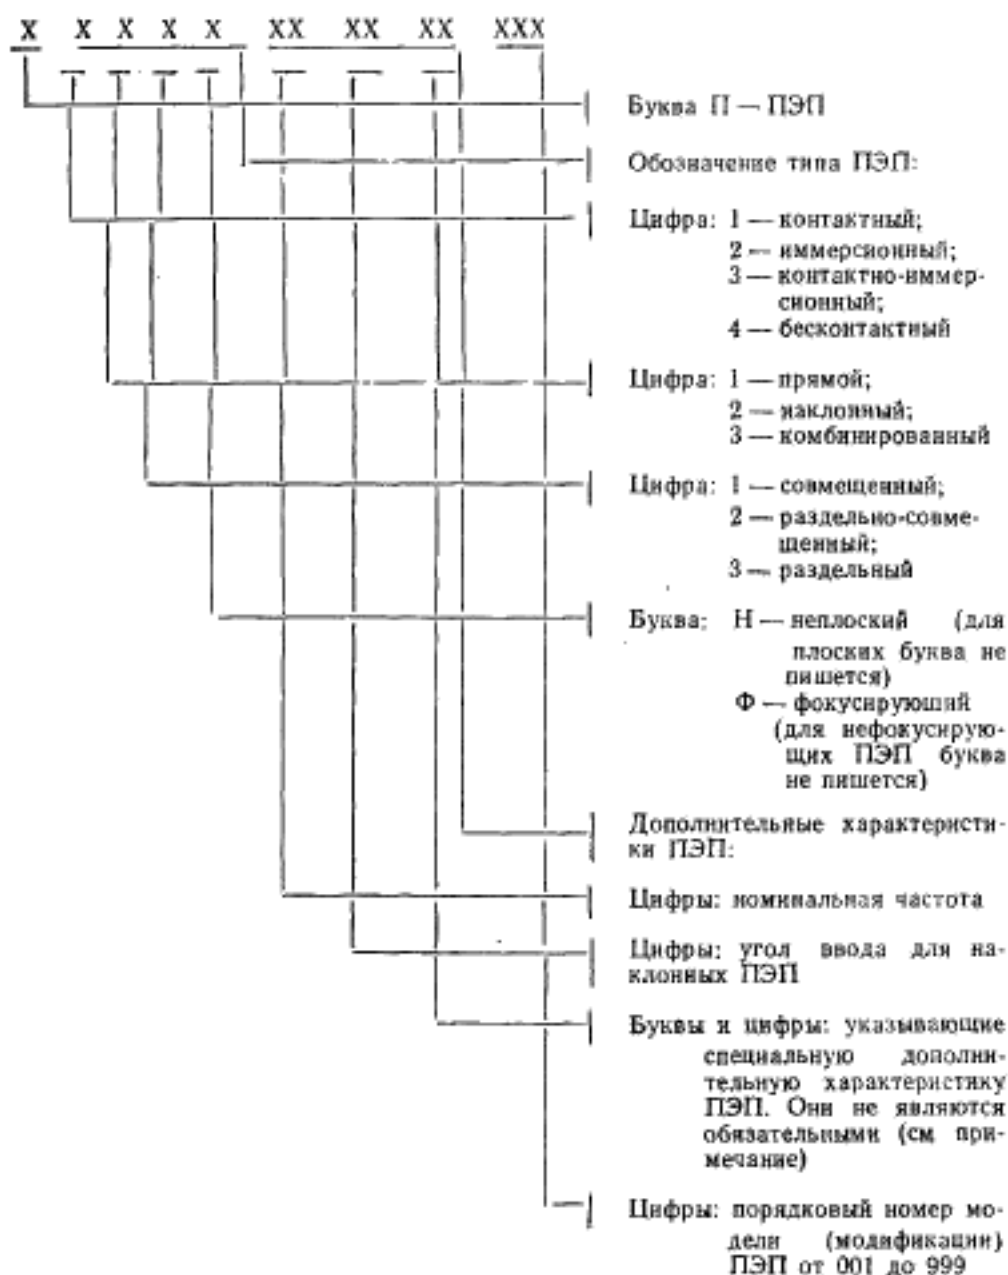 X X X X X XX XX XX XXX
Буква П — ПЭП
Обозначение типа ПЭП:
Цифра: 1 — контактный;
2 — иммерсионный;
3 — контактно-иммер-
сионный;
4 — бесконтактный
Цифра: 1 — прямой;
2 — наклонный;
3 — комбинированный
Цифра: 1 — совмещенный;
2 — раздельно-совме-
щенный;
3 — раздельный
Буква: Н — неплоский (для
плоских буква не
пишется)
Ф — фокусирующий
(для нефокусирую-
щих ПЭП буква
не пишется)
Дополнительные характеристи-
ки ПЭП:
Цифры: номинальная частота
Цифры: угол ввода для на-
клонных ПЭП
Буквы и цифры: указывающие
специальную дополни-
тельную характеристику
ПЭП. Они не являются
обязательными (см при-
мечание)
Цифры: порядковый номер мо-
дели (модификации)
ПЭП от 001 до 999